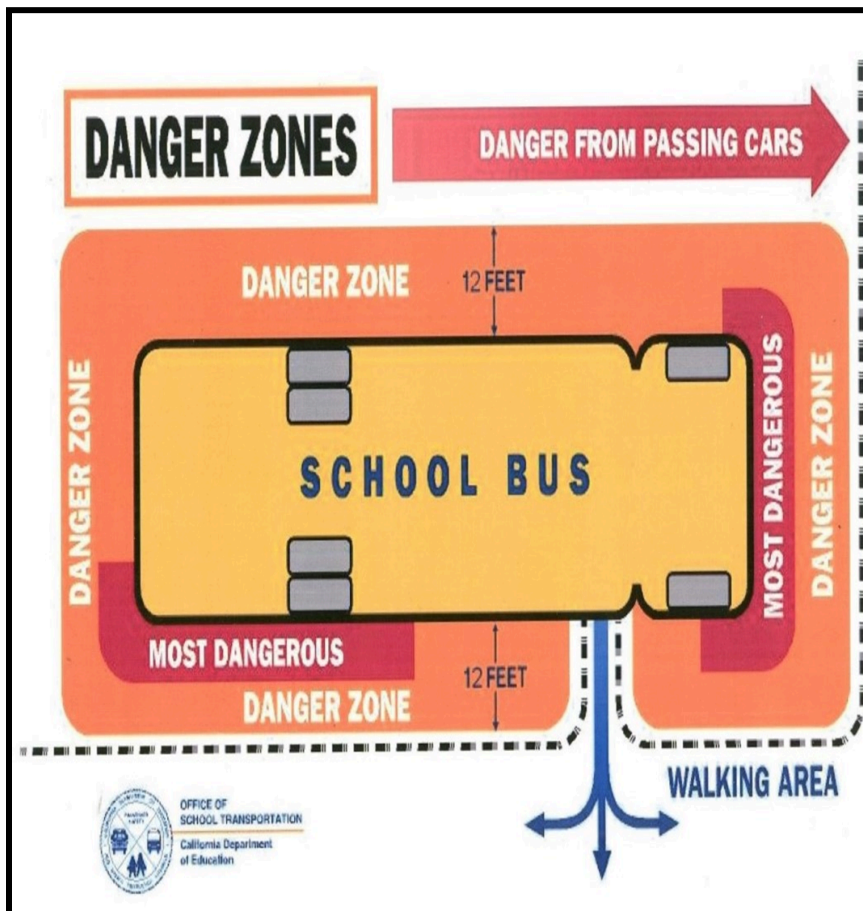 DANGER ZONES
DANGER FROM PASSING CARS
DANGER ZONE
12 FEET
DANGER ZONE
SCHOOL BUS
MOST DANGEROUS
DANGER ZONE
MOST DANGEROUS
12 FEET
DANGER ZONE
WALKING AREA
OFFICE OF
SCHOOL TRANSPORTATION
California Department
of Education